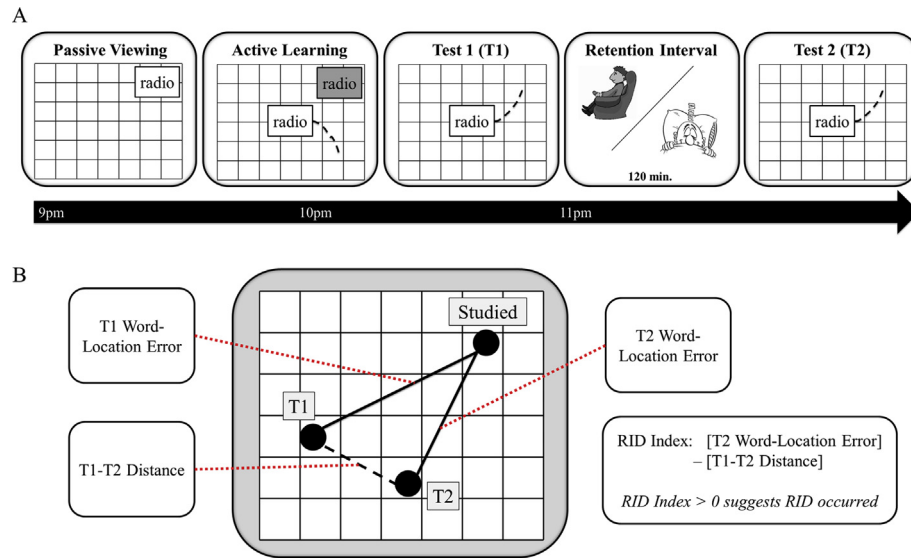 A
Passive Viewing
radio
Active Learning
radio
radio
Test 1 (T1)
radio
Retention Interval
120 min.
Test 2 (T2)
radio
9pm
10pm
11pm
B
T1 Word-
Location Error
T1-T2 Distance
Studied
T1
T2
T2 Word-
Location Error
RID Index: [T2 Word-Location Error]
– [T1-T2 Distance]
RID Index > 0 suggests RID occurred